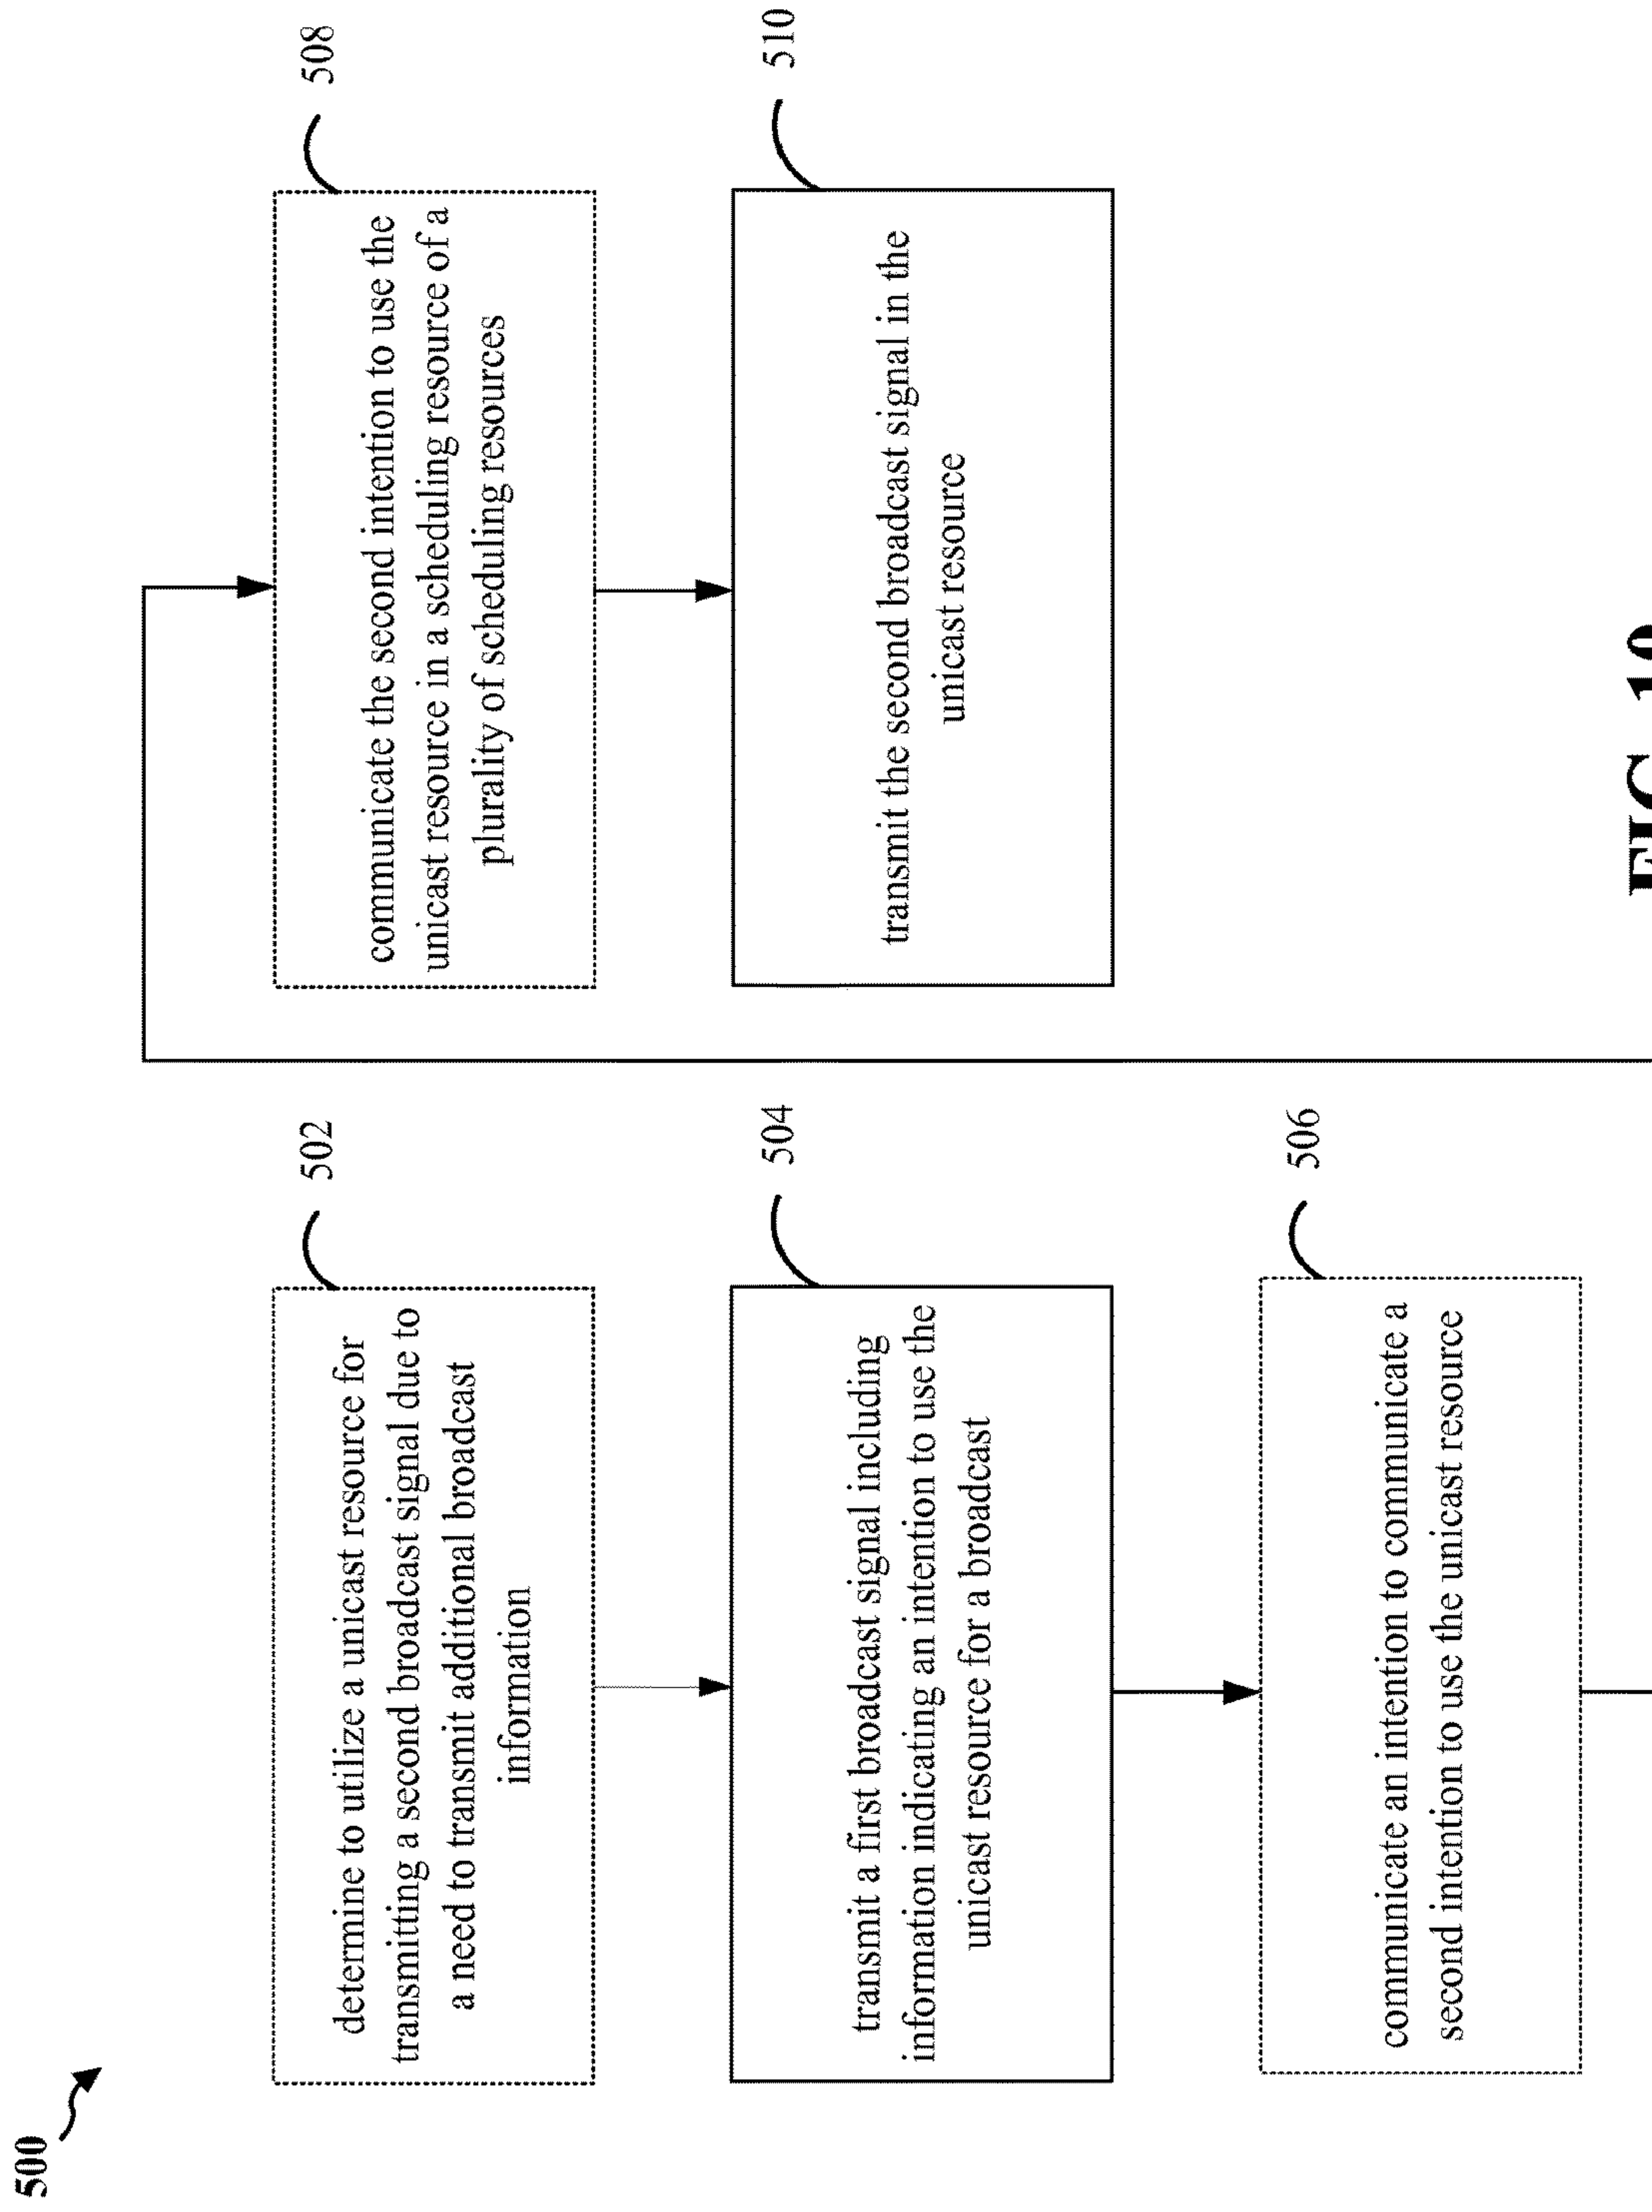 500
502
determine to utilize a unicast resource for
transmitting a second broadcast signal due to
a need to transmit additional broadcast
information
504
transmit a first broadcast signal including
information indicating an intention to use the
unicast resource for a broadcast
506
communicate an intention to communicate a
second intention to use the unicast resource
508
communicate the second intention to use the
unicast resource in a scheduling resource of a
plurality of scheduling resources
510
transmit the second broadcast signal in the
unicast resource
FIG. 10